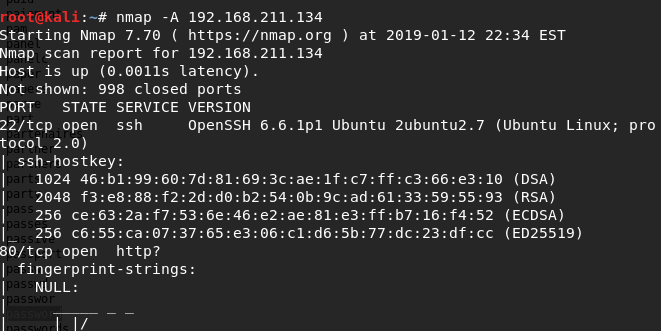 root@kali:~# nmap -A 192.168.211.134
Starting Nmap 7.70 ( https://nmap.org ) at 2019-01-12 22:34 EST
Nmap scan report for 192.168.211.134
Host is up (0.0011s latency).
Not shown: 998 closed ports
PORT   STATE SERVICE VERSION
22/tcp open  ssh     OpenSSH 6.6.1p1 Ubuntu 2ubuntu2.7 (Ubuntu Linux; pro
tocol 2.0)
| ssh-hostkey:
|   1024 46:b1:99:60:7d:81:69:3c:ae:1f:c7:ff:c3:66:e3:10 (DSA)
|   2048 f3:e8:88:f2:2d:d0:b2:54:0b:9c:ad:61:33:59:55:93 (RSA)
|   256 ce:63:2a:f7:53:6e:46:e2:ae:81:e3:ff:b7:16:f4:52 (ECDSA)
|_  256 c6:55:ca:07:37:65:e3:06:c1:d6:5b:77:dc:23:df:cc (ED25519)
80/tcp open  http?
| fingerprint-strings:
|   NULL:
|     _____ _ _
|     | |/